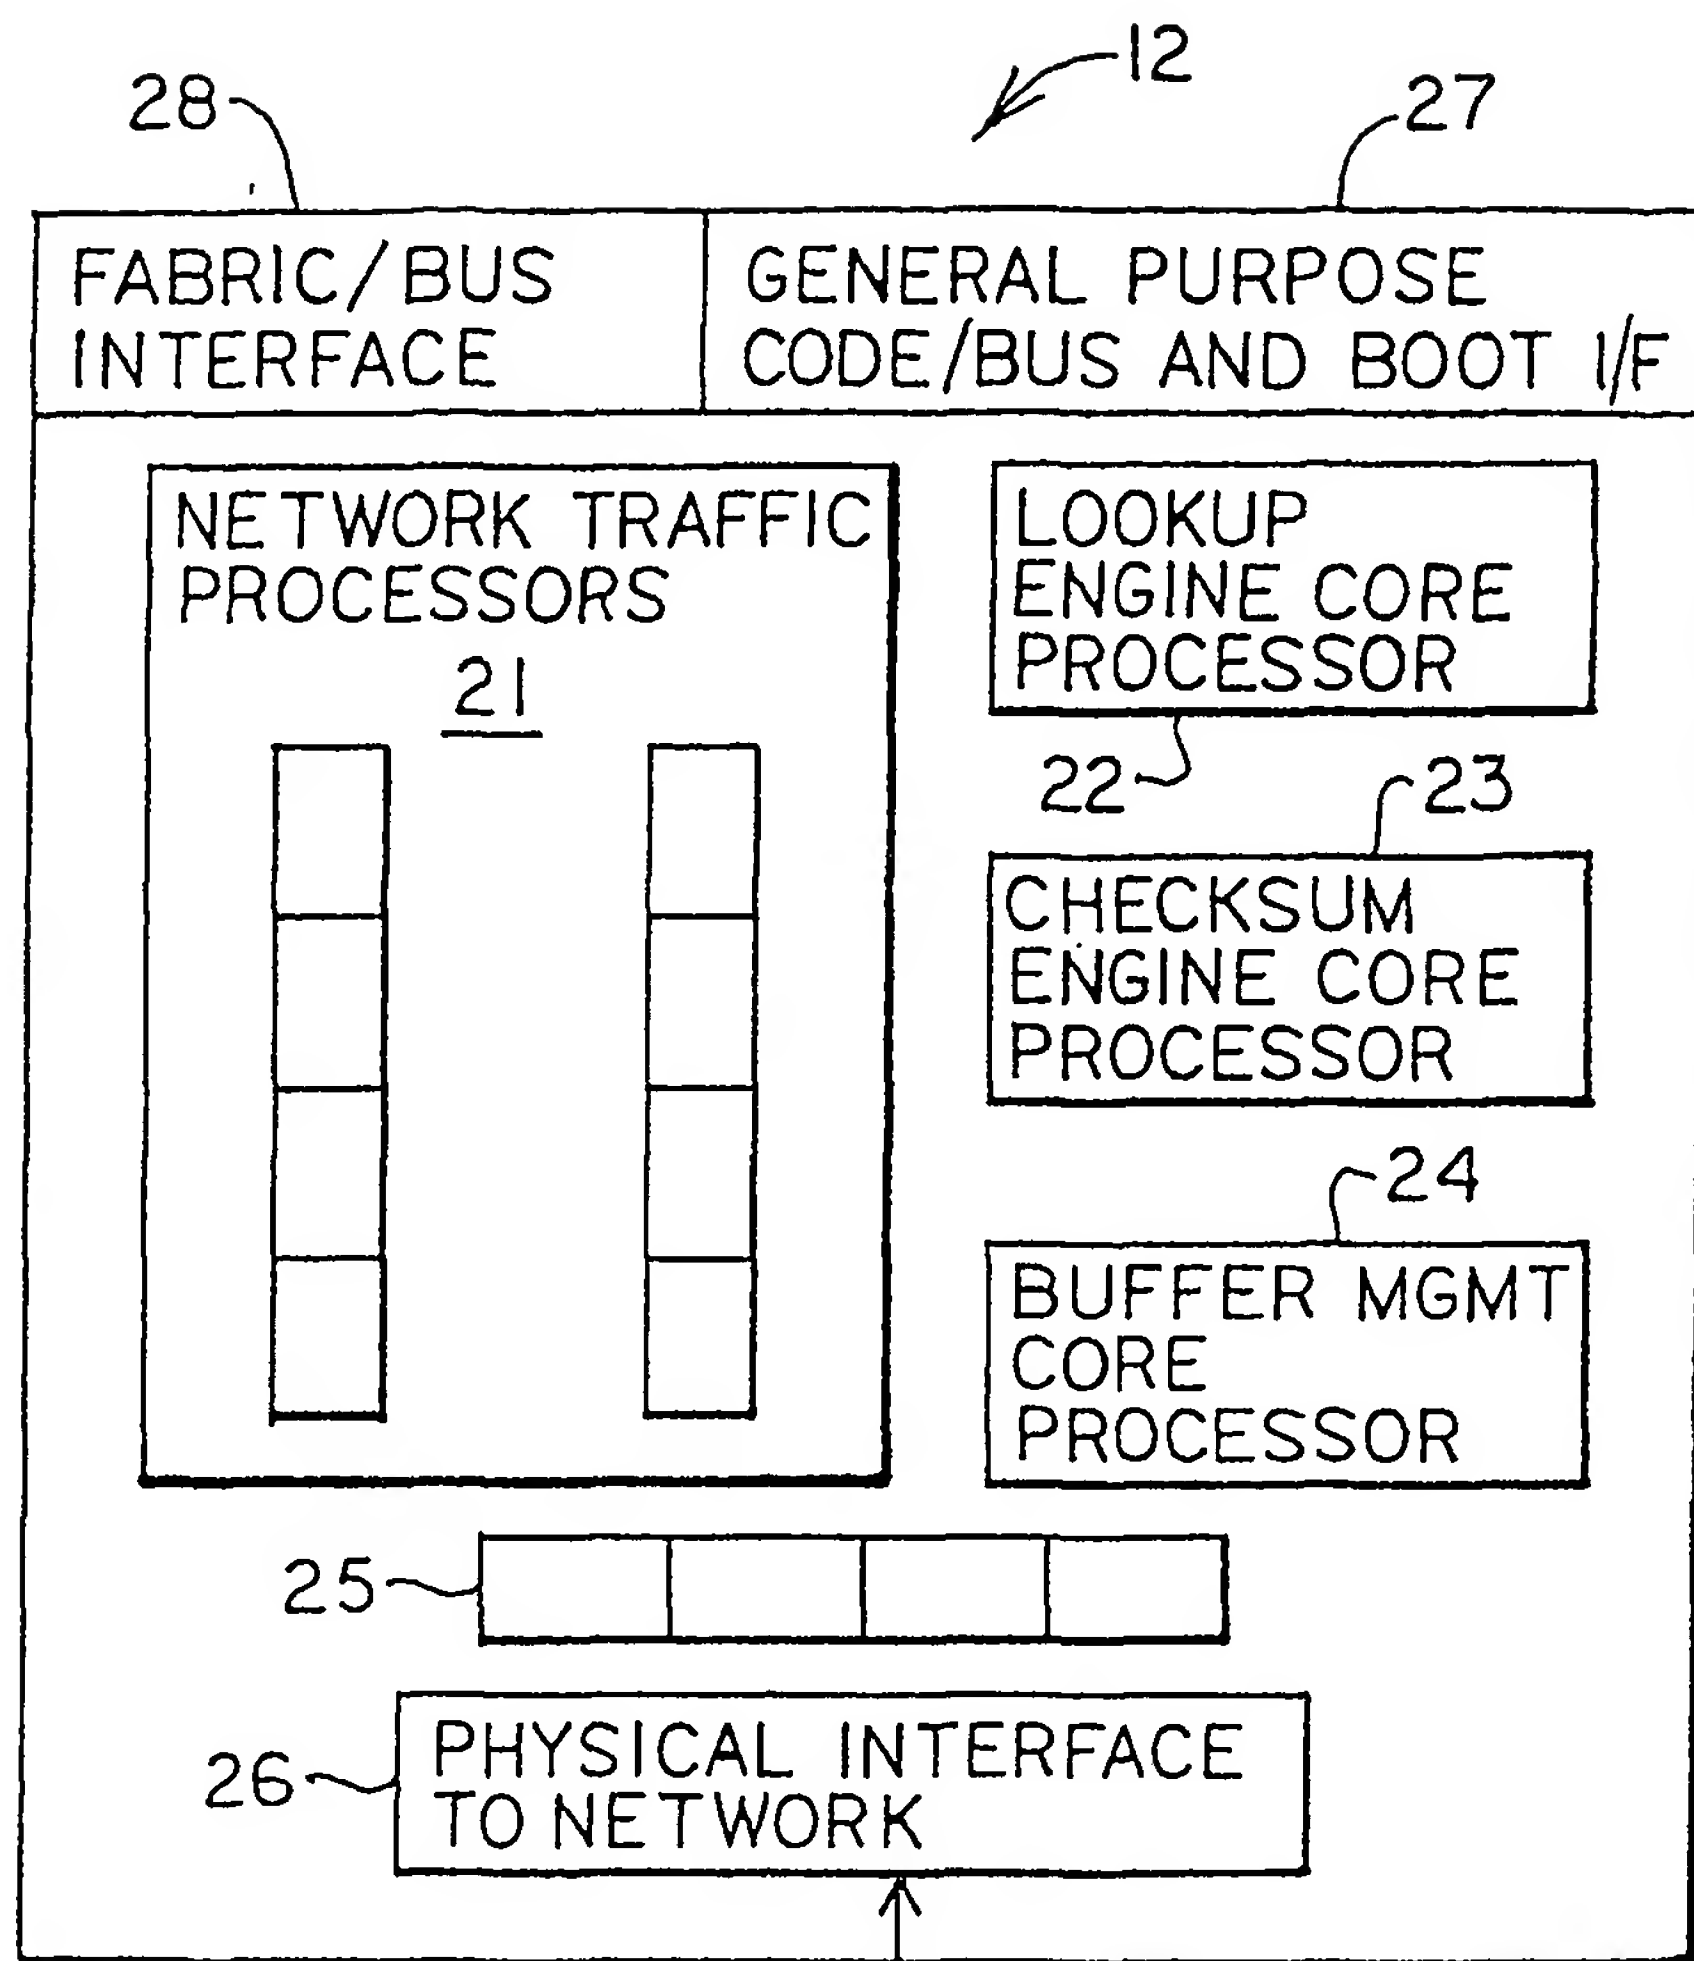 12
28
27
FABRIC/BUS
INTERFACE
GENERAL PURPOSE
CODE/BUS AND BOOT I/F
NETWORK TRAFFIC
PROCESSORS
21
LOOKUP
ENGINE CORE
PROCESSOR
22
23
CHECKSUM
ENGINE CORE
PROCESSOR
24
BUFFER MGMT
CORE
PROCESSOR
25
26
PHYSICAL INTERFACE
TO NETWORK